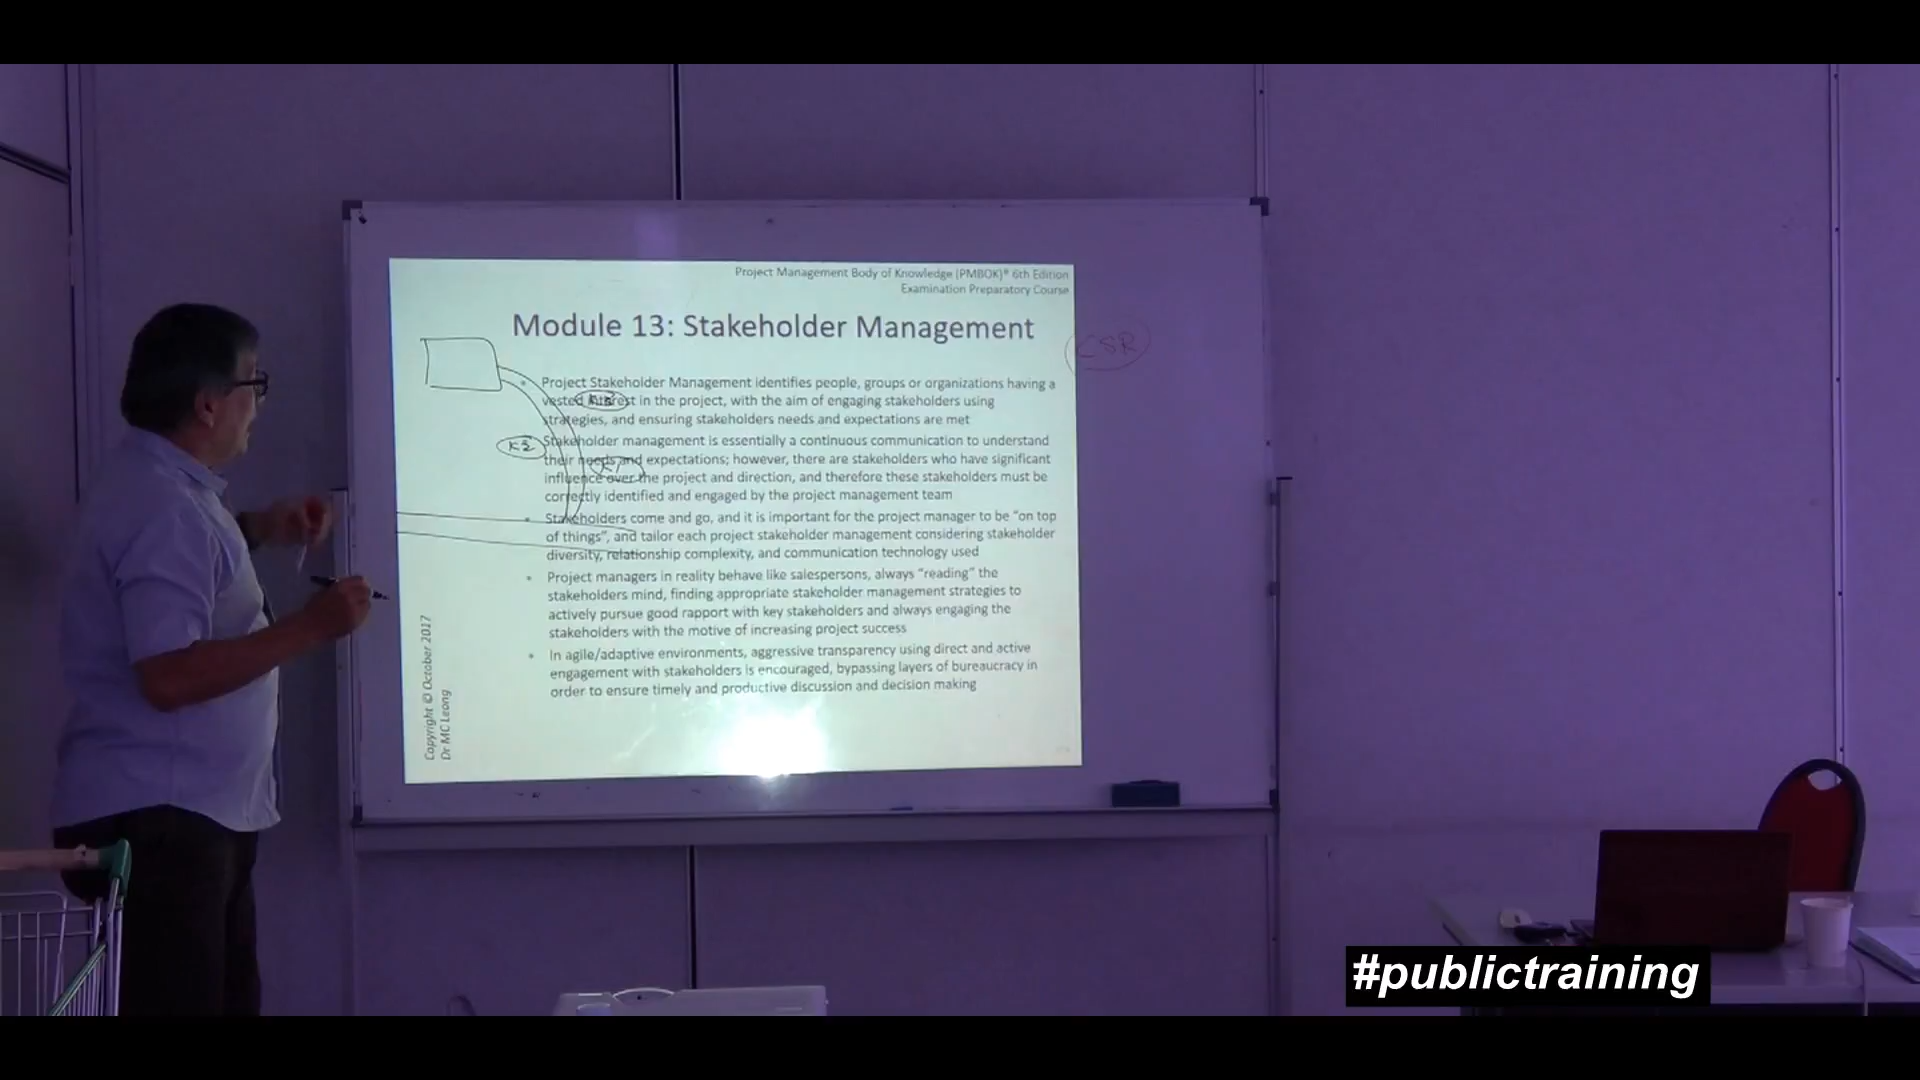 Project Management Body of Knowledge (PMBOK)® 6th Edition
Examination Preparatory Course
Module 13: Stakeholder Management
CSR
• Project Stakeholder Management identifies people, groups or organizations having a
vested interest in the project, with the aim of engaging stakeholders using
strategies, and ensuring stakeholders needs and expectations are met
K3
Stakeholder management is essentially a continuous communication to understand
their needs and expectations; however, there are stakeholders who have significant
K1
influence over the project and direction, and therefore these stakeholders must be
correctly identified and engaged by the project management team
• Stakeholders come and go, and it is important for the project manager to be "on top
of things", and tailor each project stakeholder management considering stakeholder
diversity, relationship complexity, and communication technology used
• Project managers in reality behave like salespersons, always "reading" the
stakeholders mind, finding appropriate stakeholder management strategies to
actively pursue good rapport with key stakeholders and always engaging the
stakeholders with the motive of increasing project success
• In agile/adaptive environments, aggressive transparency using direct and active
engagement with stakeholders is encouraged, bypassing layers of bureaucracy in
order to ensure timely and productive discussion and decision making
Copyright © October 2017
Dr MC Leong
#publictraining